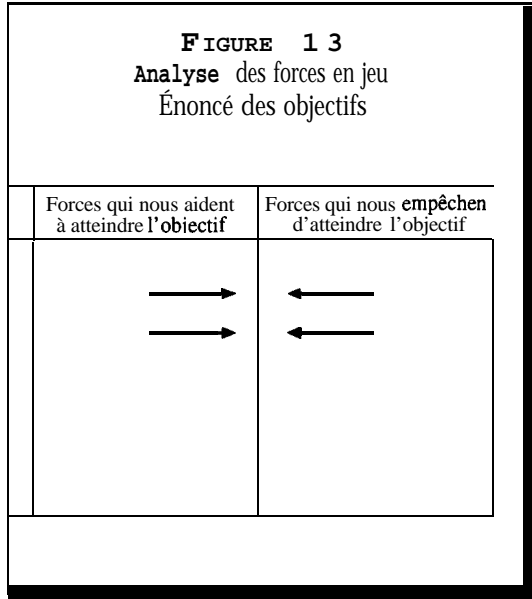 FIGURE 13
Analyse des forces en jeu
Énoncé des objectifs
Forces qui nous aident
à atteindre l'obiectif
Forces qui nous empêchen
d'atteindre l'objectif